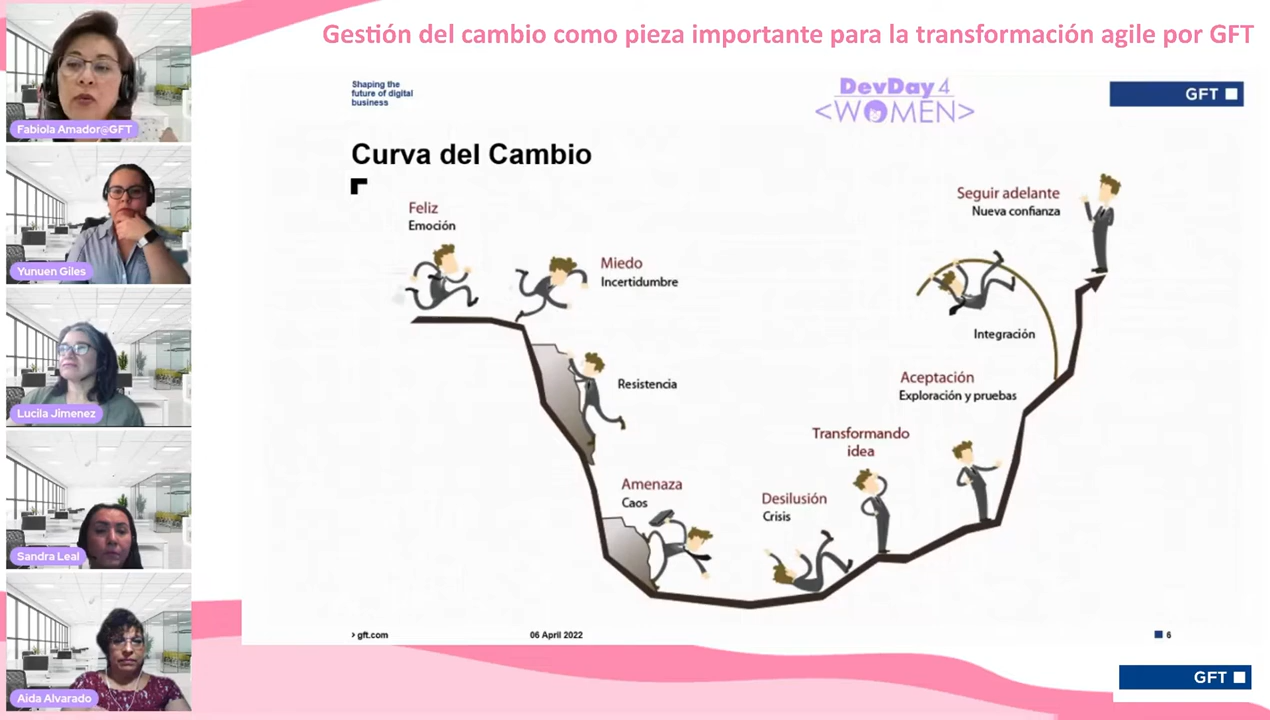 Gestión del cambio como pieza importante para la transformación agile por GFT
Shaping the
future of digital
business
DevDay4
<WOMEN>
GFT
Curva del Cambio
Feliz
Emoción
Miedo
Incertidumbre
Resistencia
Amenaza
Caos
Desilusión
Crisis
Transformando
idea
Aceptación
Exploración y pruebas
Integración
Seguir adelante
Nueva confianza
> gft.com
06 April 2022
6
GFT
Fabiola Amador@GFT
Yunuen Giles
Lucila Jimenez
Sandra Leal
Aida Alvarado